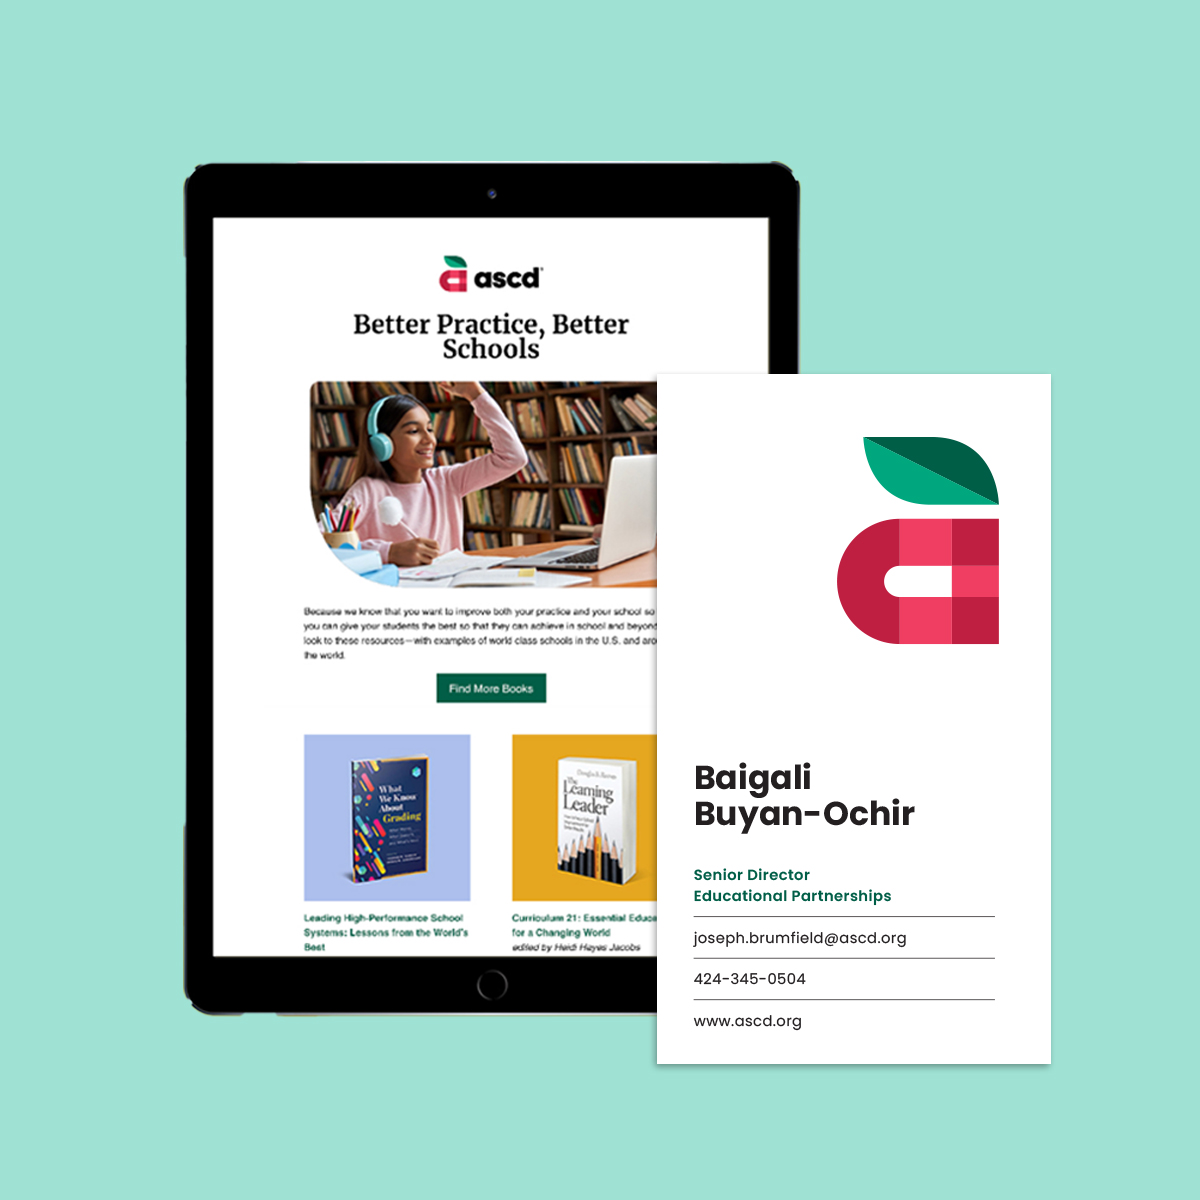 ascd
Better Practice, Better
Schools
Because we know that you want to improve both your practice and your school so
you can give your students the best so that they can achieve in school and beyond
look to these resources—with examples of world class schools in the U.S. and
the world.
Find More Books
What
We Know
About
Grading
The
Learning
Leader
Leading High-Performance School
Systems: Lessons from the World's
Best
Curriculum 21: Essential
for a Changing World
edited by Heidi Hayes Jacobs
Baigali
Buyan-Ochir
Senior Director
Educational Partnerships
joseph.brumfield@ascd.org
424-345-0504
www.ascd.org